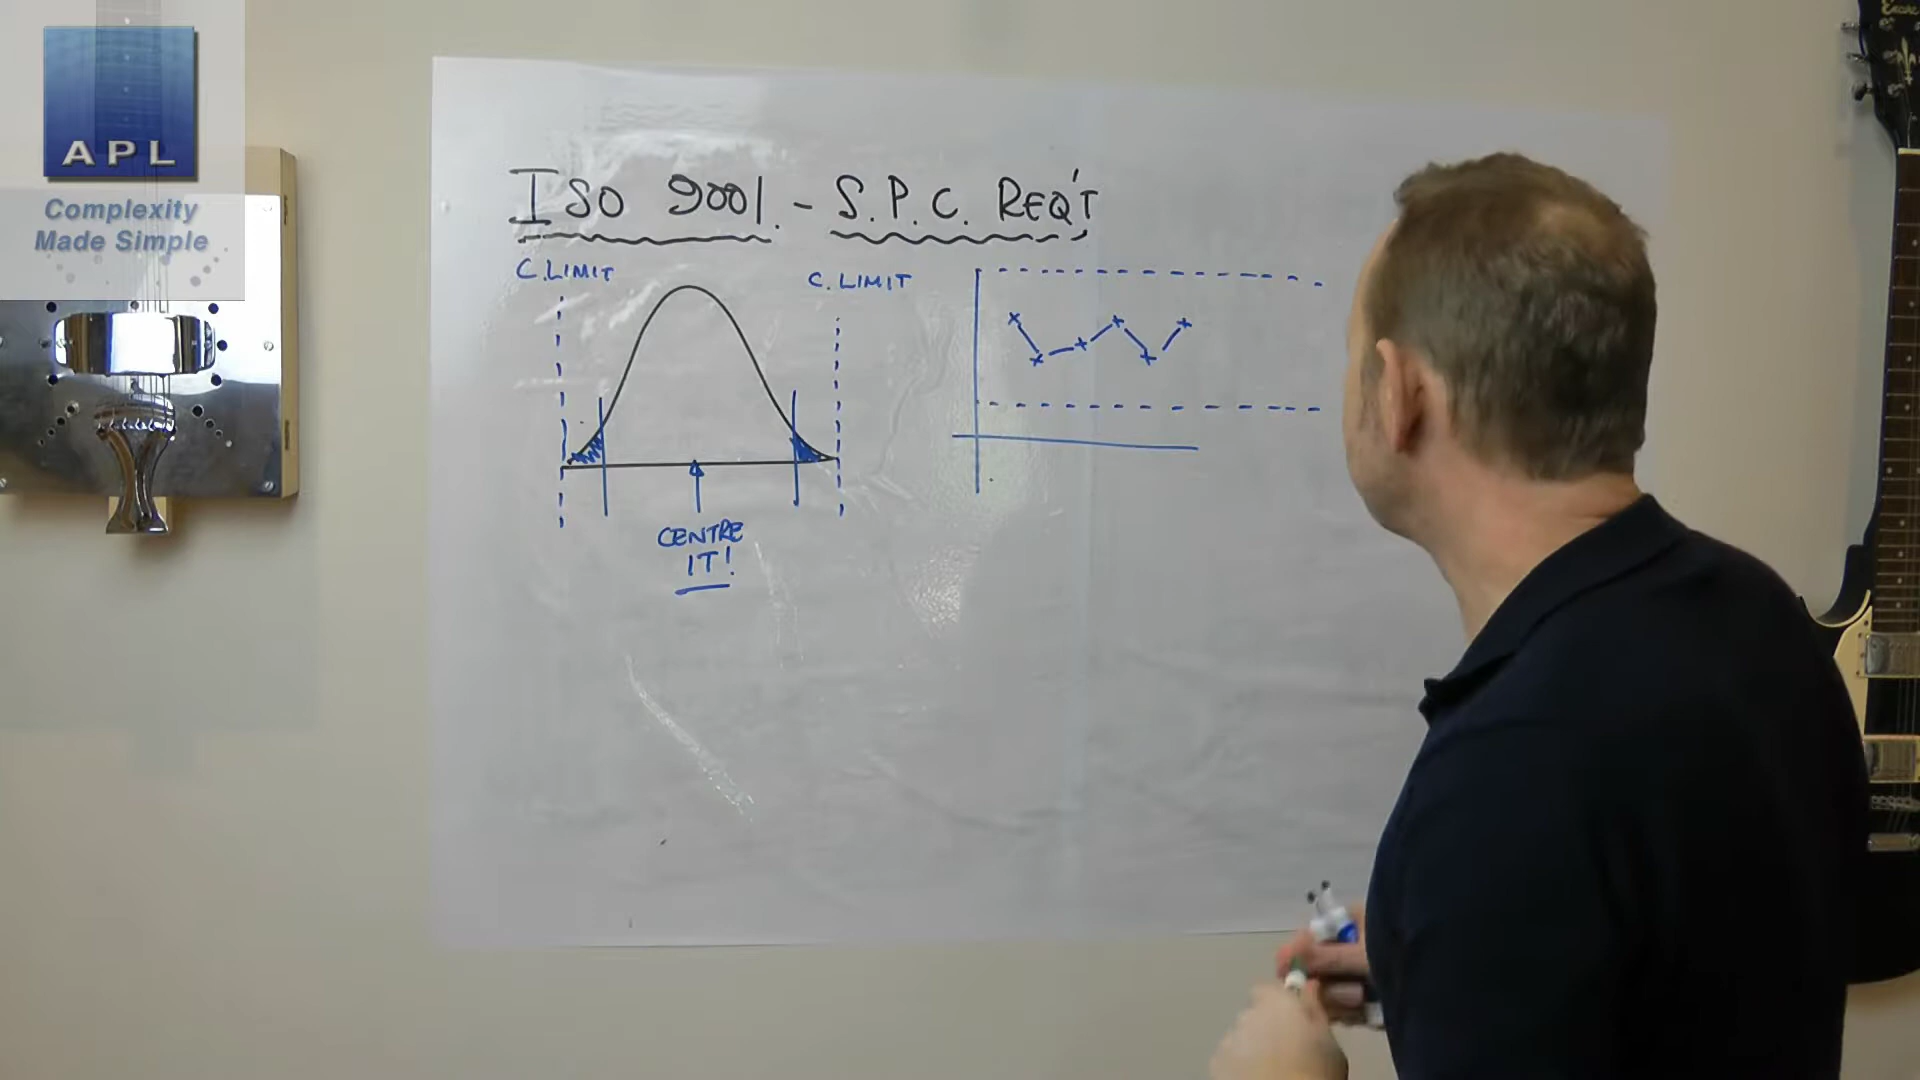 APL
Complexity
Made Simple
ISO 9001. - S.P.C. REQ'T
C.LIMIT
C. LIMIT
CENTRE
IT!